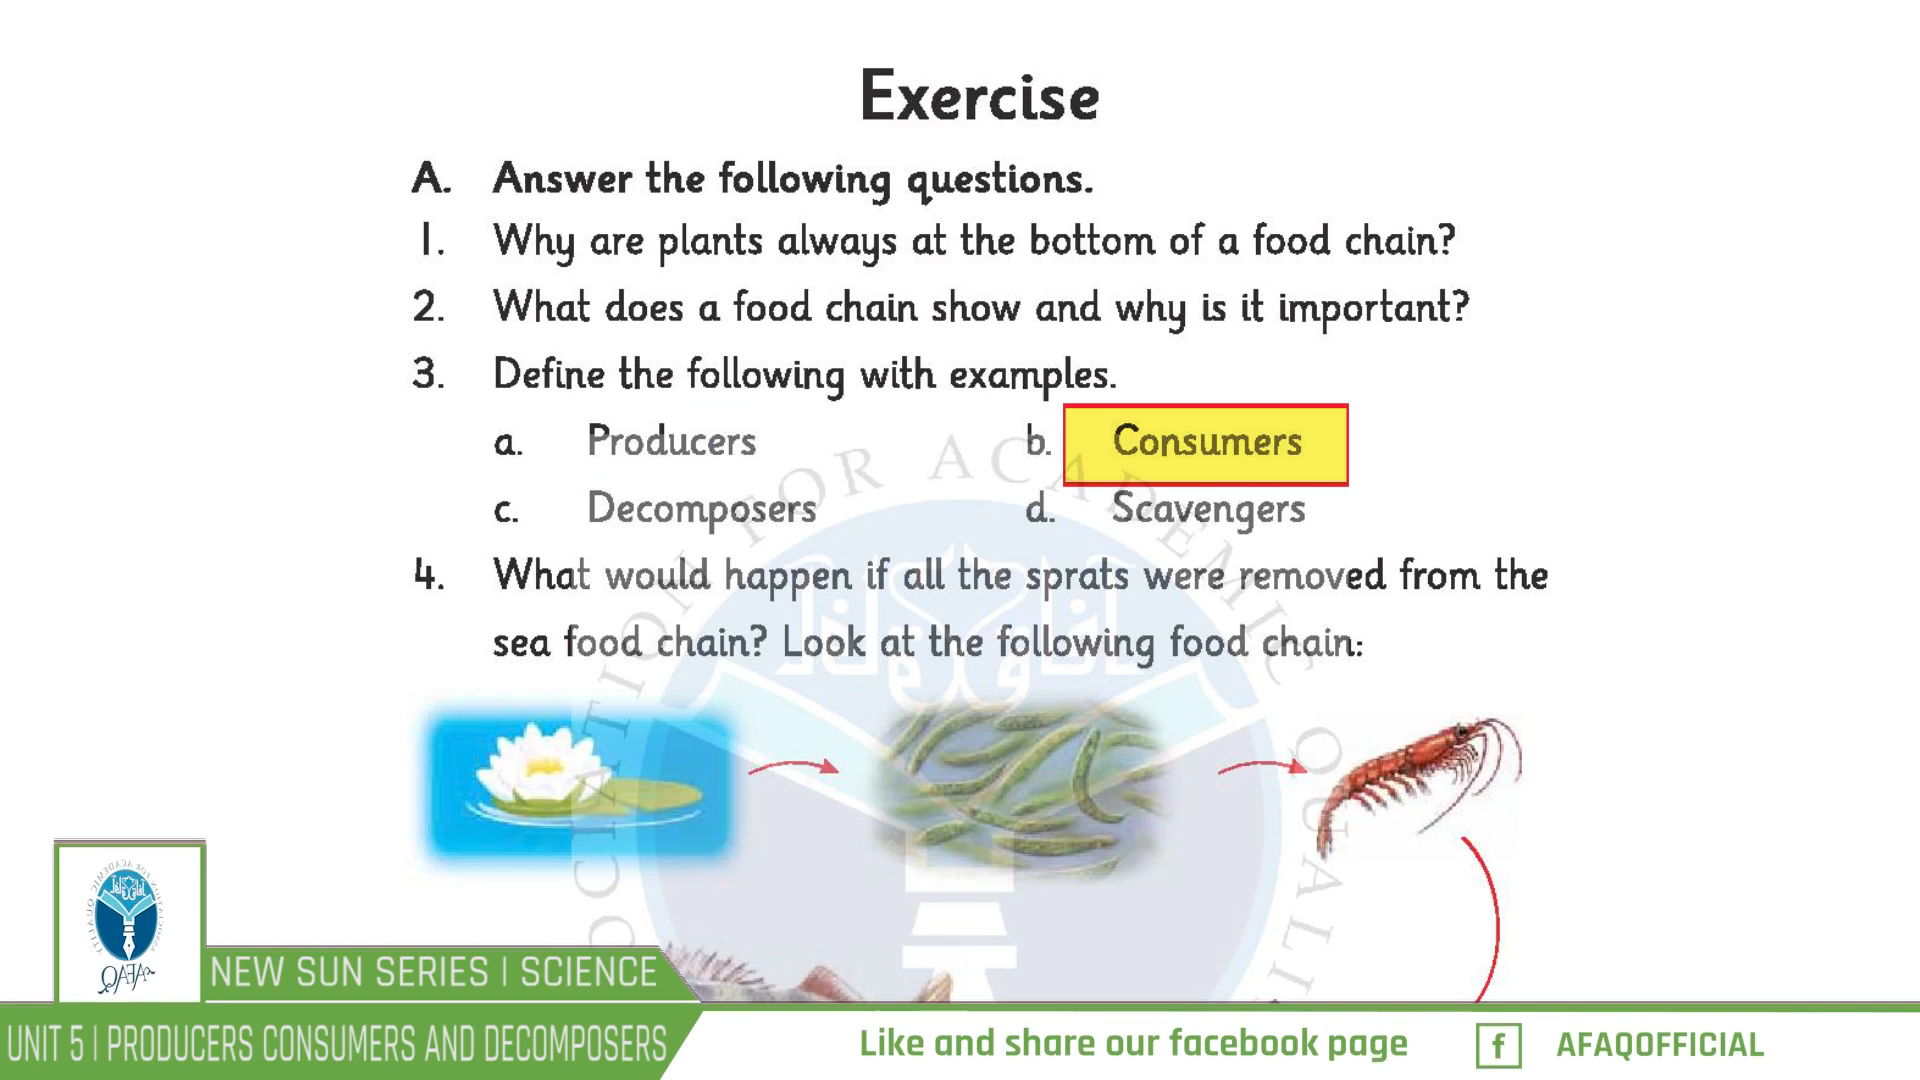 Exercise
A. Answer the following questions.
1. Why are plants always at the bottom of a food chain?
2. What does a food chain show and why is it important?
3. Define the following with examples.
a. Producers b. Consumers
c. Decomposers d. Scavengers
4. What would happen if all the sprats were removed from the
sea food chain? Look at the following food chain:
NEW SUN SERIES | SCIENCE
UNIT 5 | PRODUCERS CONSUMERS AND DECOMPOSERS
Like and share our facebook page f AFAQOFFICIAL